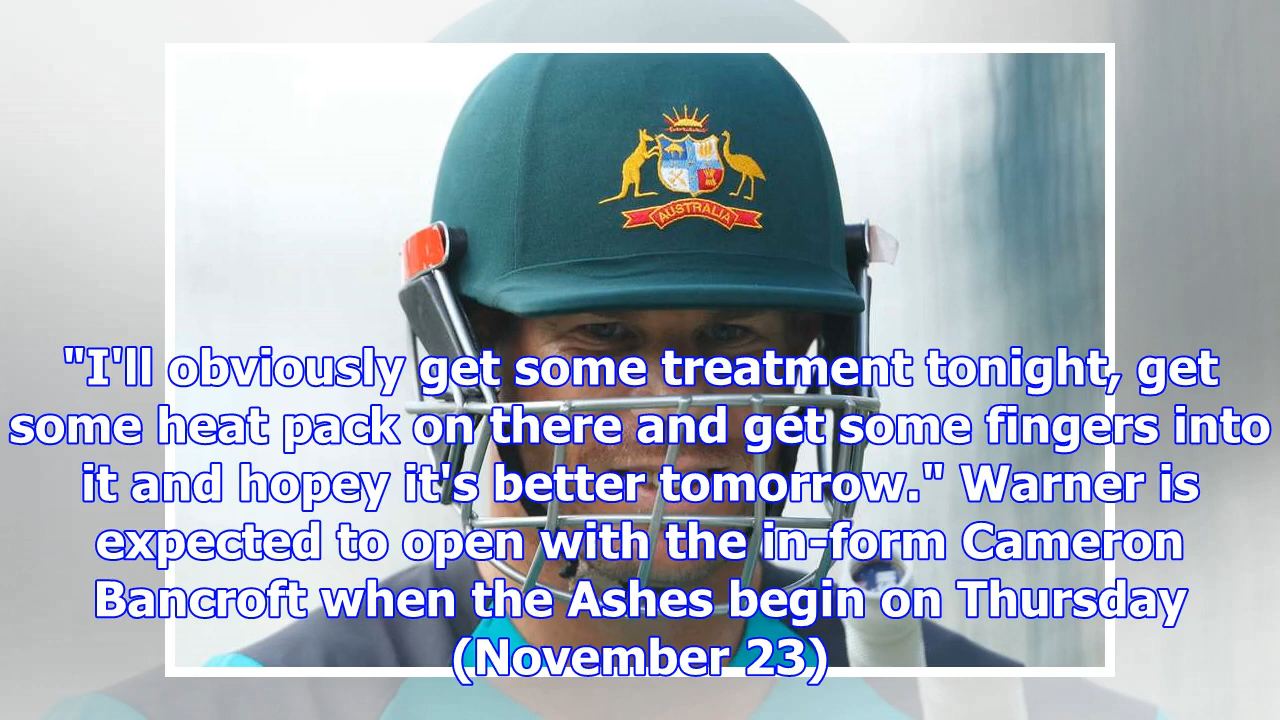 AUSTRALIA
"I'll obviously get some treatment tonight, get
some heat pack on there and get some fingers into
it and hopey it's better tomorrow." Warner is
expected to open with the in-form Cameron
Bancroft when the Ashes begin on Thursday
(November 23)